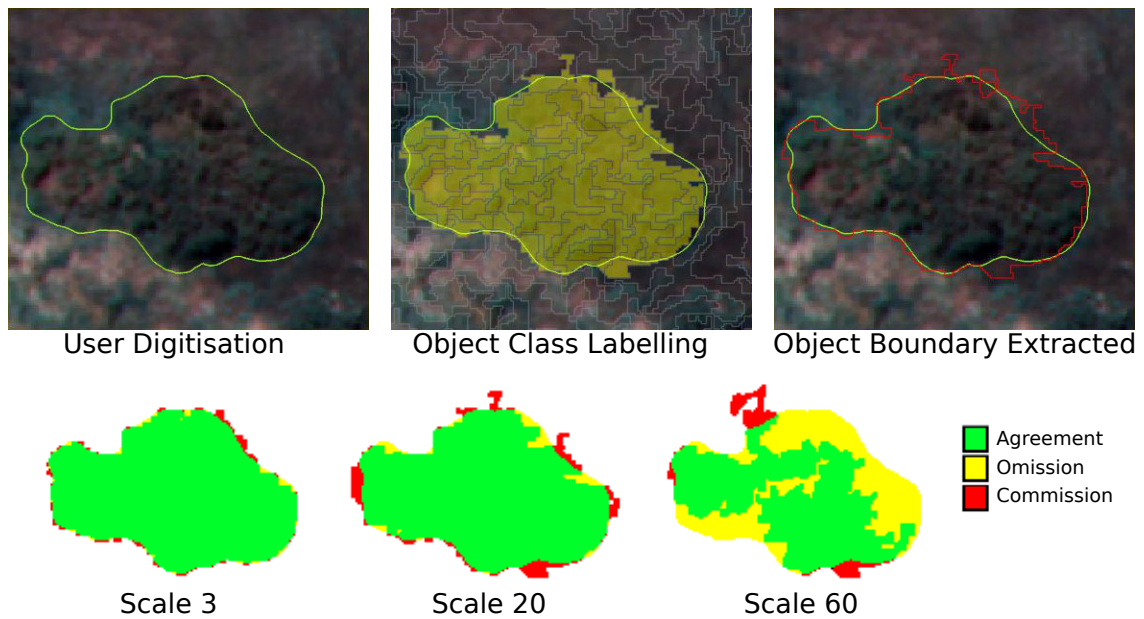 User Digitisation
Object Class Labelling
Object Boundary Extracted
Agreement
Omission
Commission
Scale 3
Scale 20
Scale 60